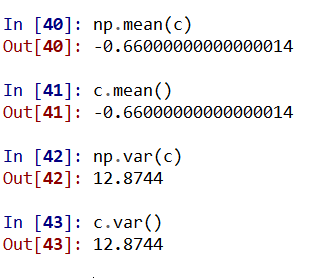 In [40]: np.mean(c)
Out[40]: -0.66000000000000014
In [41]: c.mean()
Out[41]: -0.66000000000000014
In [42]: np.var(c)
Out[42]: 12.8744
In [43]: c.var()
Out[43]: 12.8744